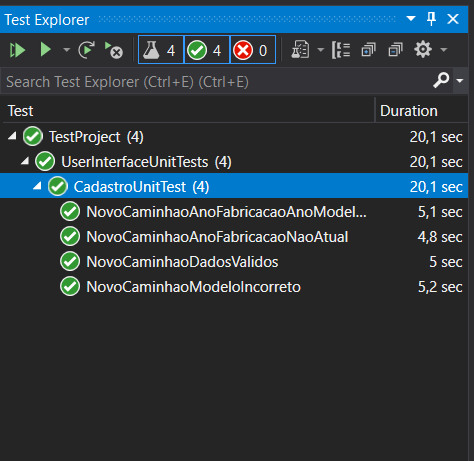 Test Explorer
4 4 0
Search Test Explorer (Ctrl+E) (Ctrl+E)
Test Duration
TestProject (4) 20,1 sec
UserInterfaceUnitTests (4) 20,1 sec
CadastroUnitTest (4) 20,1 sec
NovoCaminhaoAnoFabricacaoAnoModel... 5,1 sec
NovoCaminhaoAnoFabricacaoNaoAtual 4,8 sec
NovoCaminhaoDadosValidos 5 sec
NovoCaminhaoModeloIncorreto 5,2 sec